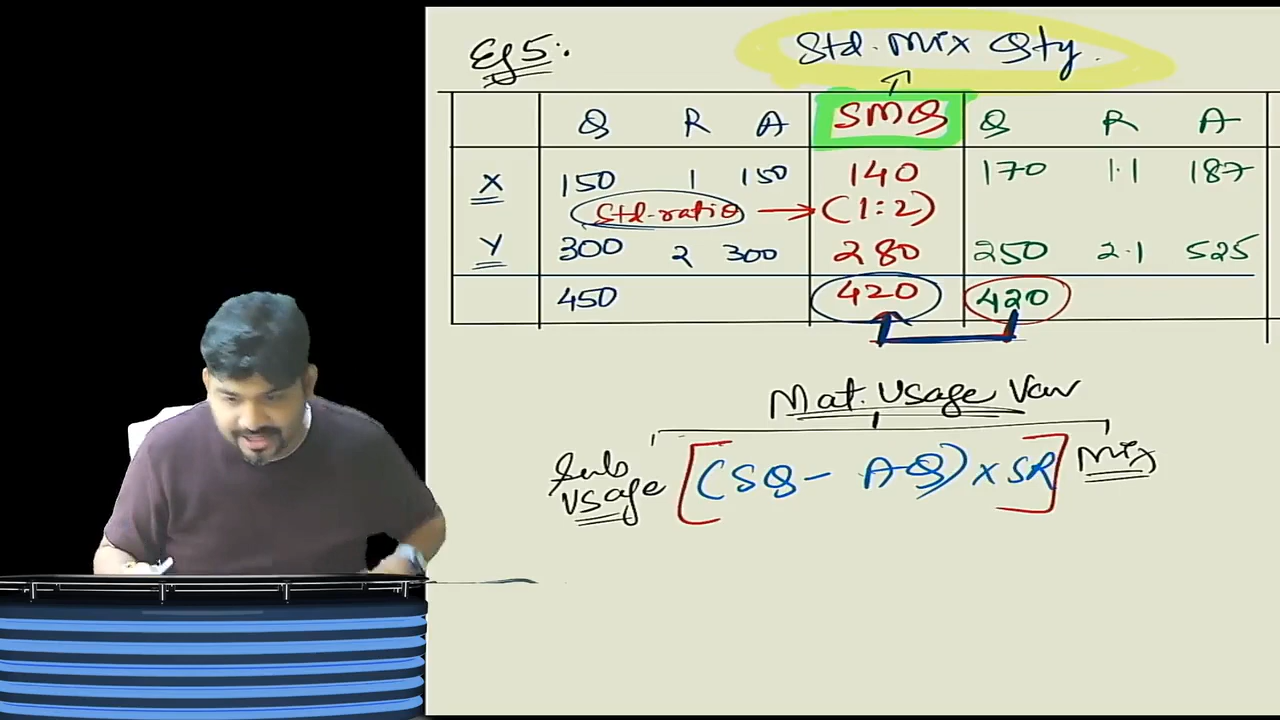 Eg 5:.
Std. Mix Qty.
Q R A SMQ Q R A
X 150 1 150 140 170 1.1 187
Std-ratio → (1:2)
Y 300 2 300 280 250 2.1 525
450 420 420
Mat. Usage Var
Sub Usage [(SQ - AQ) x SR] Mix